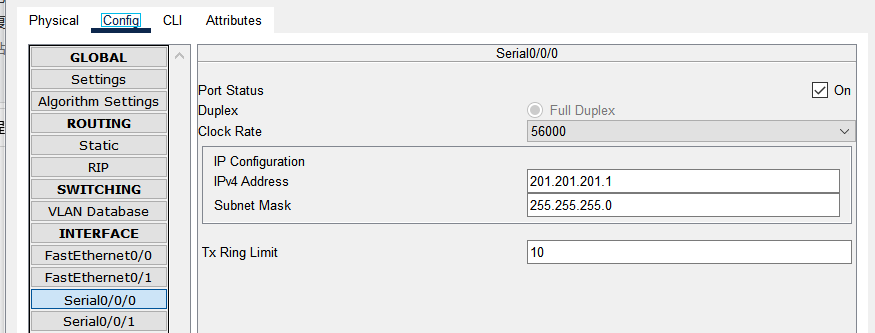 Physical Config CLI Attributes
GLOBAL
Settings
Algorithm Settings
ROUTING
Static
RIP
SWITCHING
VLAN Database
INTERFACE
FastEthernet0/0
FastEthernet0/1
Serial0/0/0
Serial0/0/1
Serial0/0/0
Port Status On
Duplex Full Duplex
Clock Rate 56000
IP Configuration
IPv4 Address 201.201.201.1
Subnet Mask 255.255.255.0
Tx Ring Limit 10